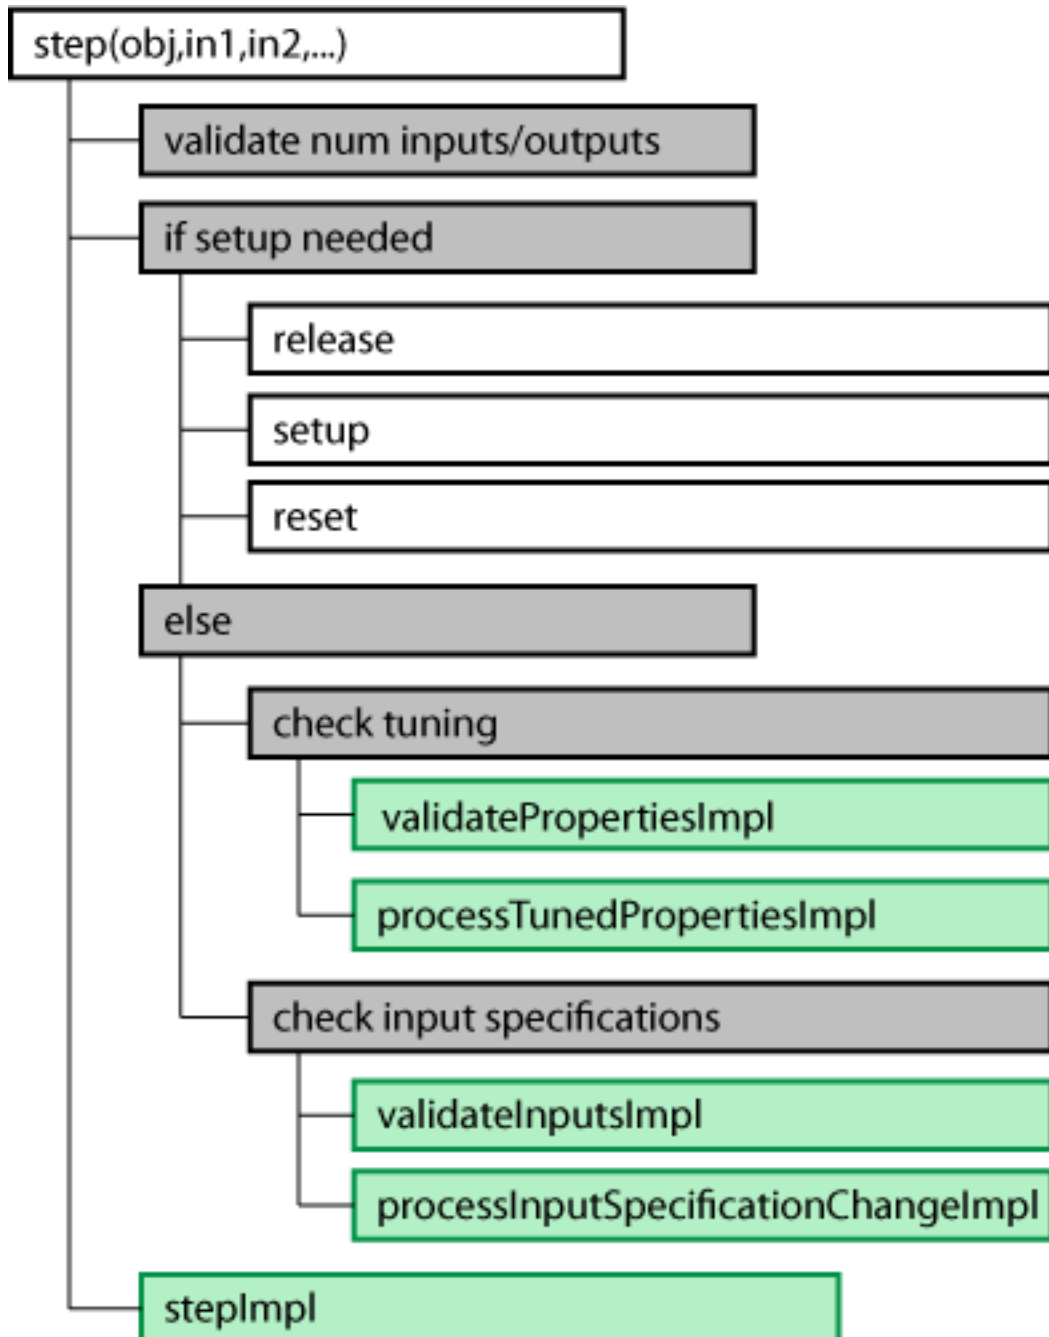 step(obj,in1,in2,...)
validate num inputs/outputs
if setup needed
release
setup
reset
else
check tuning
validatePropertiesImpl
processTunedPropertiesImpl
check input specifications
validateInputsImpl
processInputSpecificationChangeImpl
stepImpl